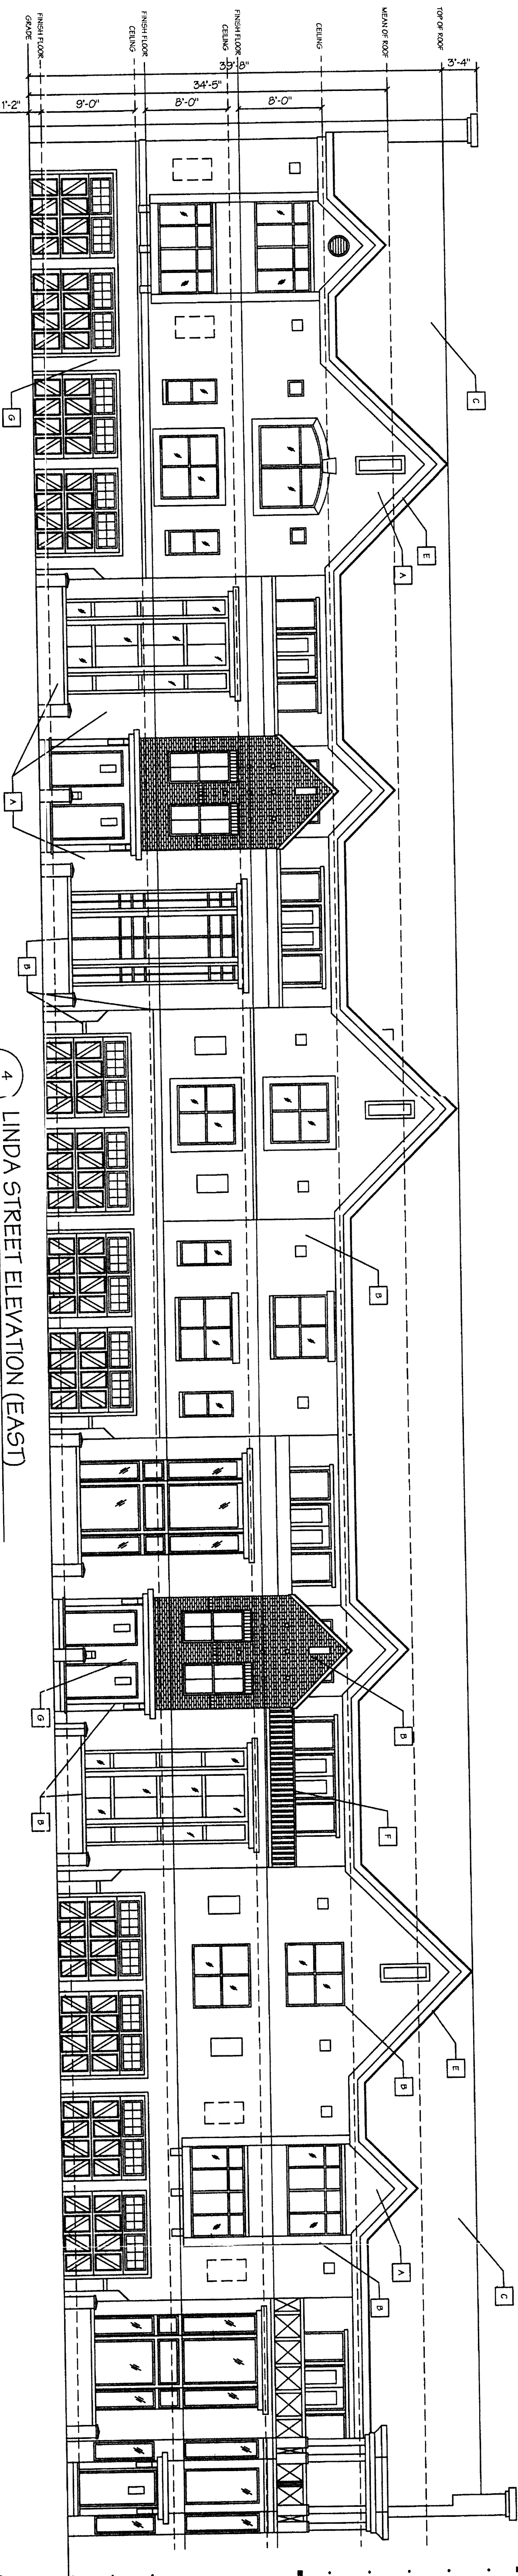 TOP OF ROOF
MEAN OF ROOF
CEILING
FINISH FLOOR
CEILING
FINISH FLOOR
CEILING
FINISH FLOOR
GRADE
3'-4"
39'-8"
34'-5"
8'-0"
8'-0"
9'-0"
1'-2"
C
E
A
G
A
B
B
B
F
G
B
E
B
C
A
B
4 LINDA STREET ELEVATION (EAST)